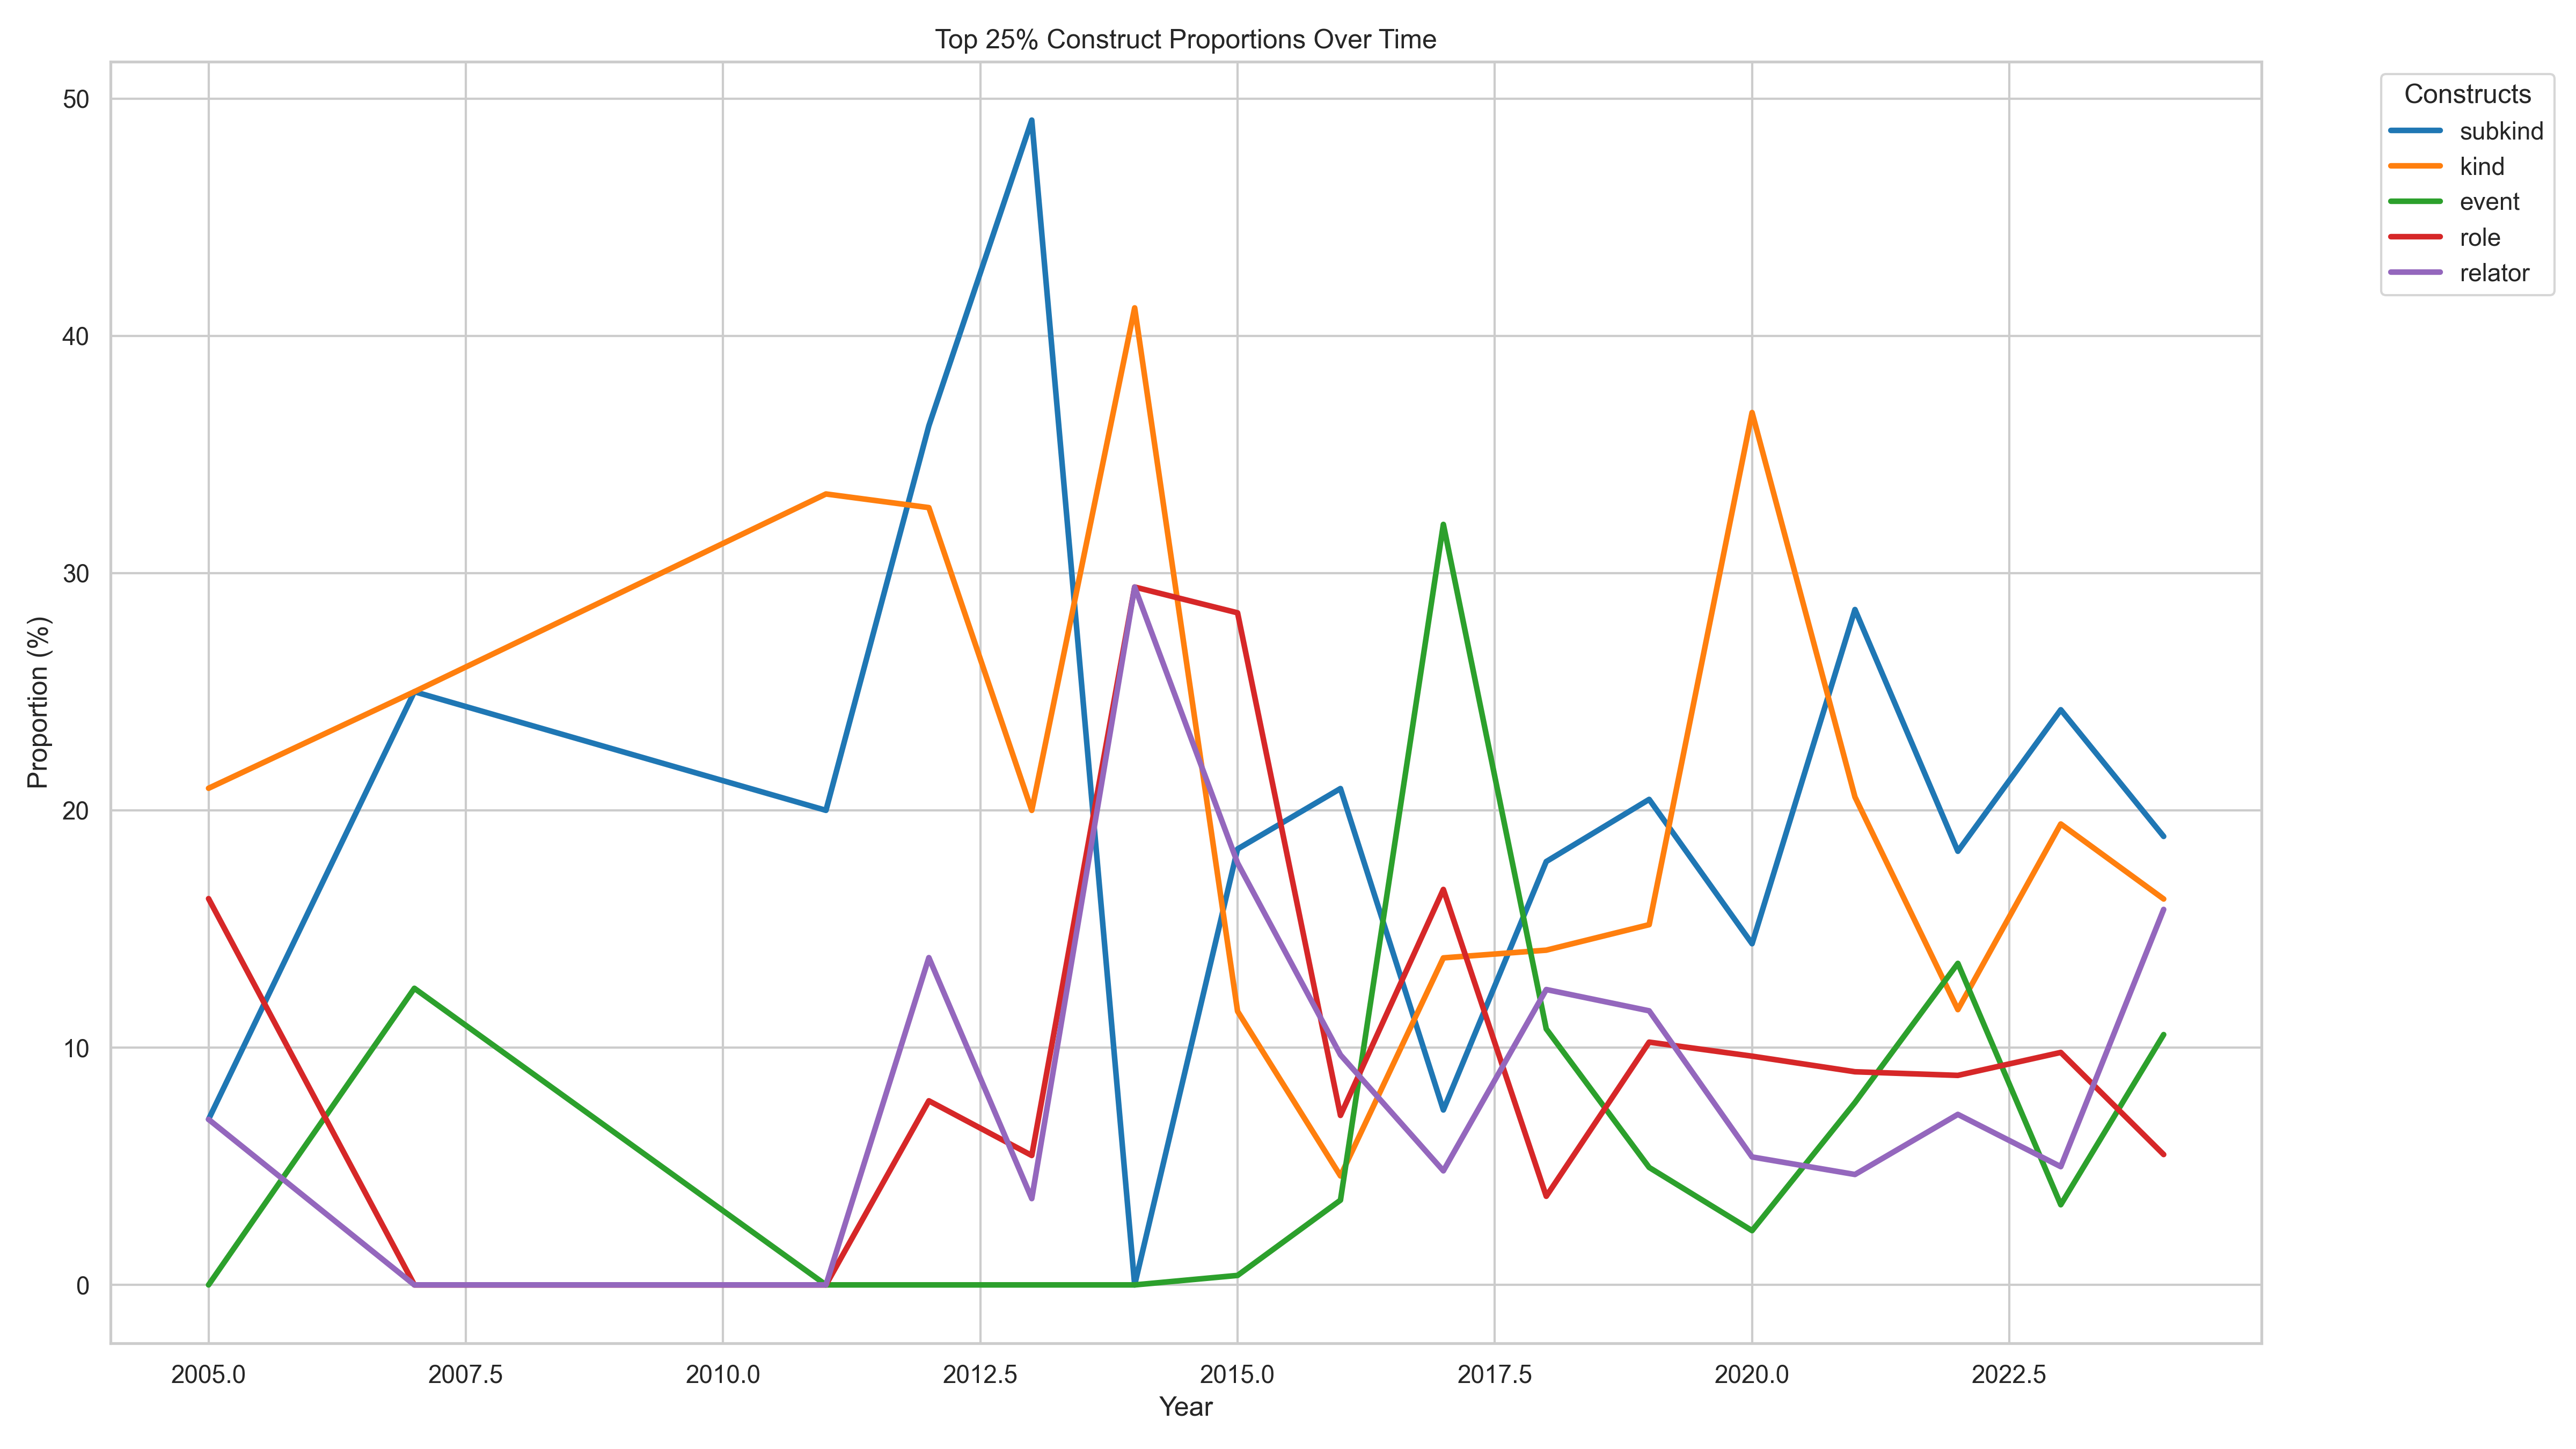 Top 25% Construct Proportions Over Time
Constructs
subkind
kind
event
role
relator
Proportion (%)
50
40
30
20
10
0
2005.0 2007.5 2010.0 2012.5 2015.0 2017.5 2020.0 2022.5
Year